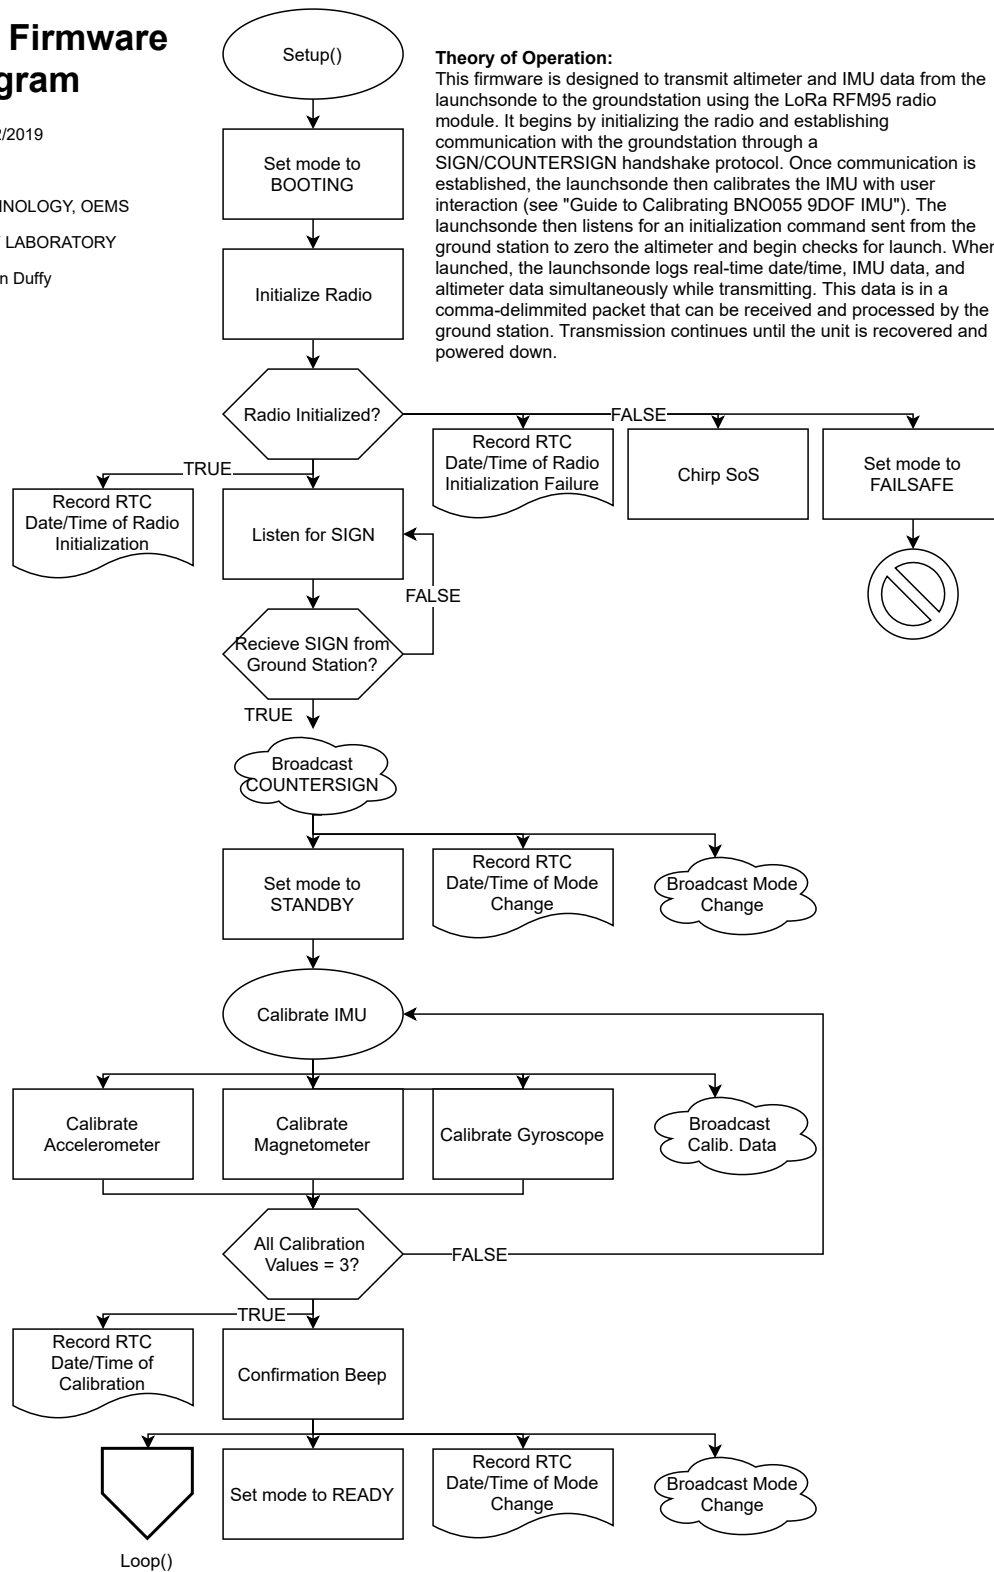 Firmware
gram
2/2019
HNOLOGY, OEMS
LABORATORY
n Duffy
Setup()
Theory of Operation:
This firmware is designed to transmit altimeter and IMU data from the
launchsonde to the groundstation using the LoRa RFM95 radio
module. It begins by initializing the radio and establishing
communication with the groundstation through a
SIGN/COUNTERSIGN handshake protocol. Once communication is
established, the launchsonde then calibrates the IMU with user
interaction (see "Guide to Calibrating BNO055 9DOF IMU"). The
launchsonde then listens for an initialization command sent from the
ground station to zero the altimeter and begin checks for launch. When
launched, the launchsonde logs real-time date/time, IMU data, and
altimeter data simultaneously while transmitting. This data is in a
comma-delimmited packet that can be received and processed by the
ground station. Transmission continues until the unit is recovered and
powered down.
Set mode to
BOOTING
Initialize Radio
Radio Initialized?
FALSE
Record RTC
Date/Time of Radio
Initialization Failure
Chirp SoS
Set mode to
FAILSAFE
TRUE
Record RTC
Date/Time of Radio
Initialization
Listen for SIGN
FALSE
Recieve SIGN from
Ground Station?
TRUE
Broadcast
COUNTERSIGN
Set mode to
STANDBY
Record RTC
Date/Time of Mode
Change
Broadcast Mode
Change
Calibrate IMU
Calibrate
Accelerometer
Calibrate
Magnetometer
Calibrate Gyroscope
Broadcast
Calib. Data
All Calibration
Values = 3?
FALSE
TRUE
Record RTC
Date/Time of
Calibration
Confirmation Beep
Loop()
Set mode to READY
Record RTC
Date/Time of Mode
Change
Broadcast Mode
Change